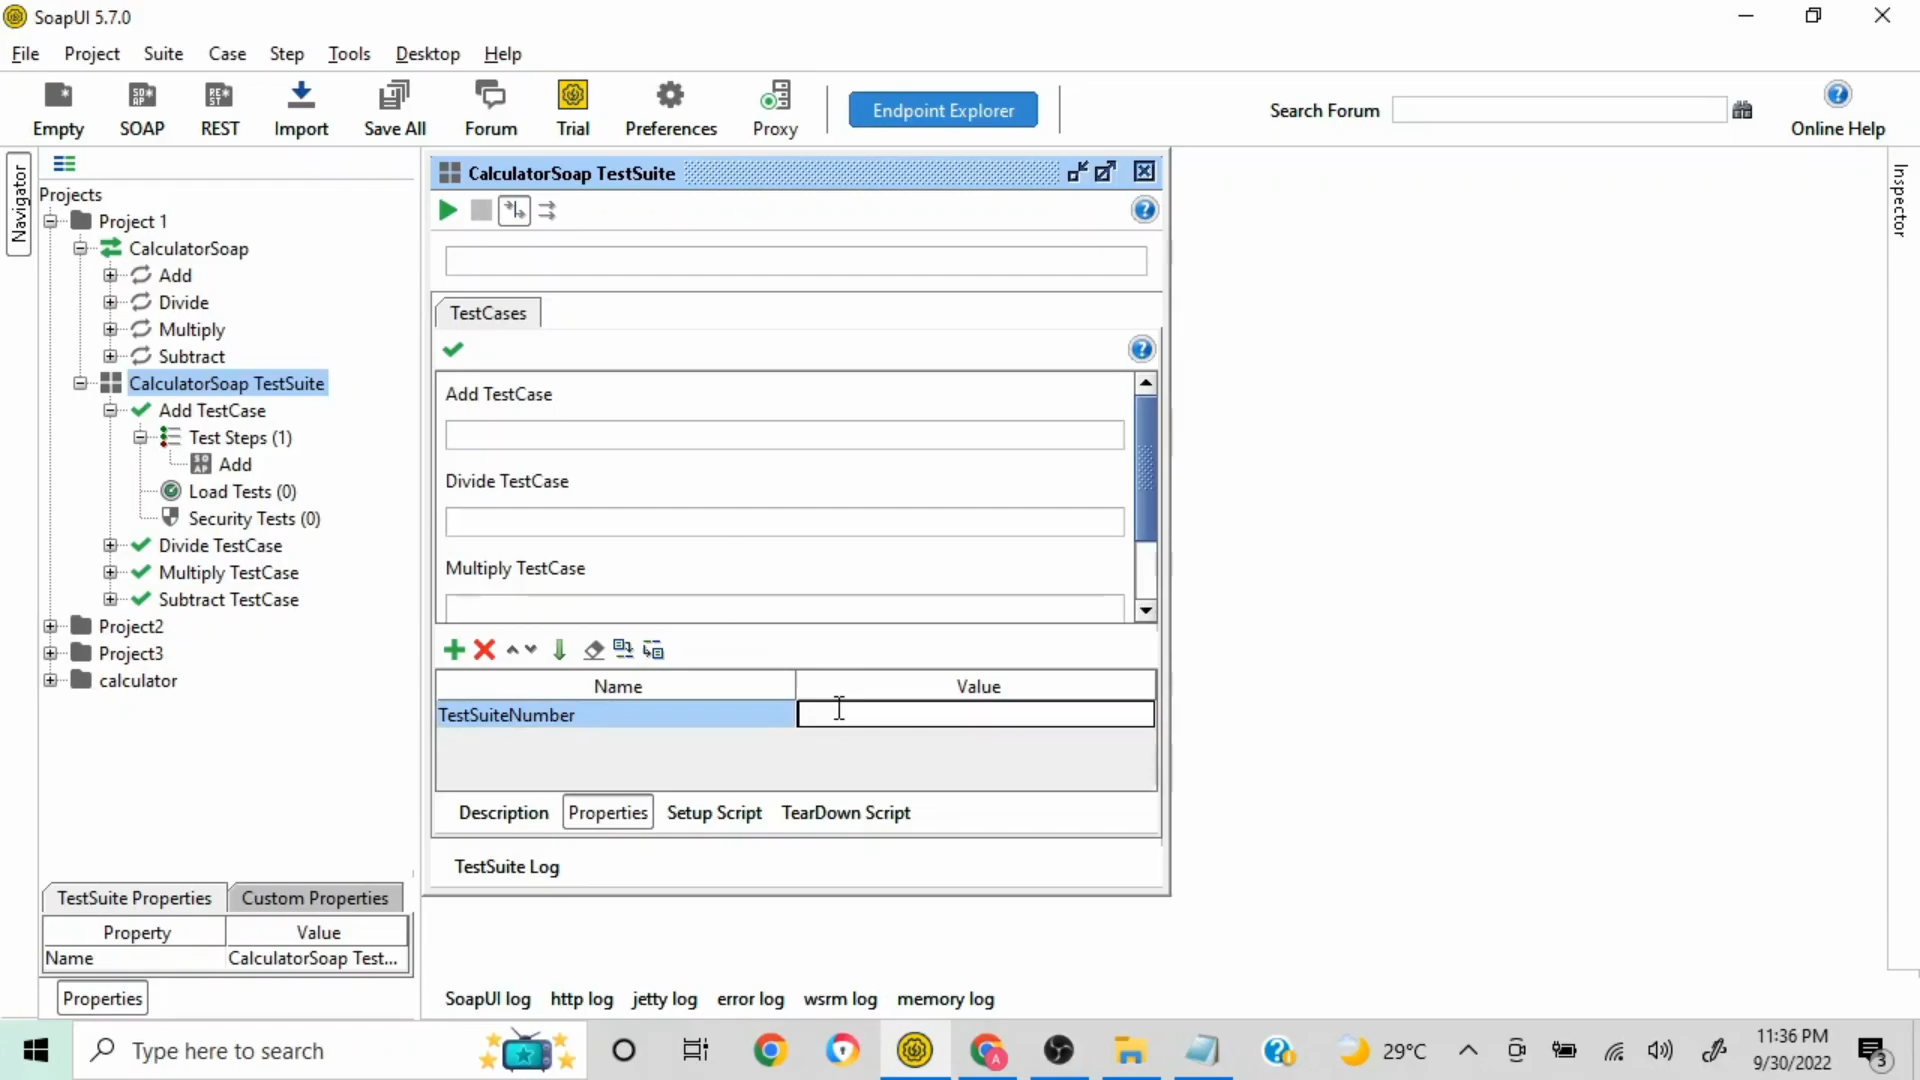 SoapUI 5.7.0
File Project Suite Case Step Tools Desktop Help
Empty SOAP REST Import Save All Forum Trial Preferences Proxy Endpoint Explorer Search Forum Online Help
Navigator
Projects
Project 1
CalculatorSoap
Add
Divide
Multiply
Subtract
CalculatorSoap TestSuite
Add TestCase
Test Steps (1)
Add
Load Tests (0)
Security Tests (0)
Divide TestCase
Multiply TestCase
Subtract TestCase
Project2
Project3
calculator
TestSuite Properties Custom Properties
Property Value
Name CalculatorSoap Test...
Properties
CalculatorSoap TestSuite
TestCases
Add TestCase
Divide TestCase
Multiply TestCase
Name Value
TestSuiteNumber
Description Properties Setup Script TearDown Script
TestSuite Log
SoapUI log http log jetty log error log wsrm log memory log
Inspector
Type here to search
29°C
11:36 PM
9/30/2022
3